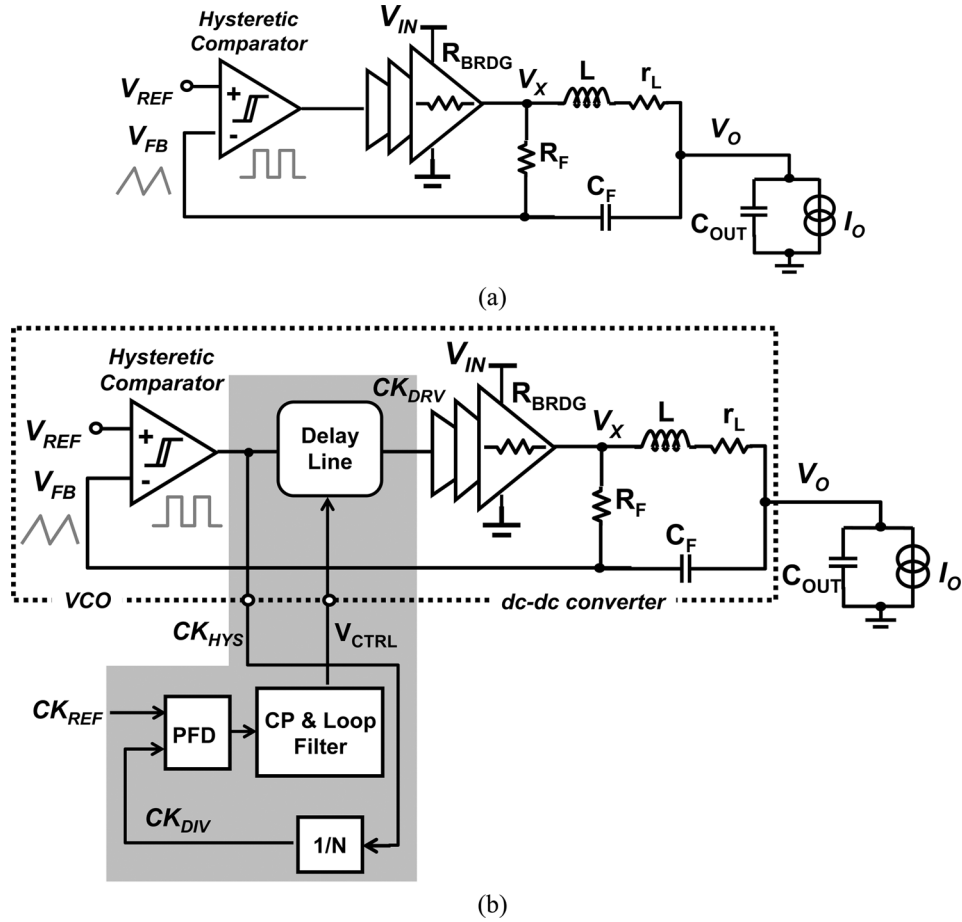 Hysteretic
Comparator
V_IN
R_BRDG
V_REF
+
-
V_FB
V_X
L
r_L
V_O
R_F
C_F
C_OUT
I_O
(a)
Hysteretic
Comparator
CK_DRV
V_IN
R_BRDG
V_REF
+
-
V_FB
Delay
Line
V_X
L
r_L
V_O
R_F
C_F
C_OUT
I_O
VCO
dc-dc converter
CK_HYS
V_CTRL
CK_REF
PFD
CP & Loop
Filter
CK_DIV
1/N
(b)